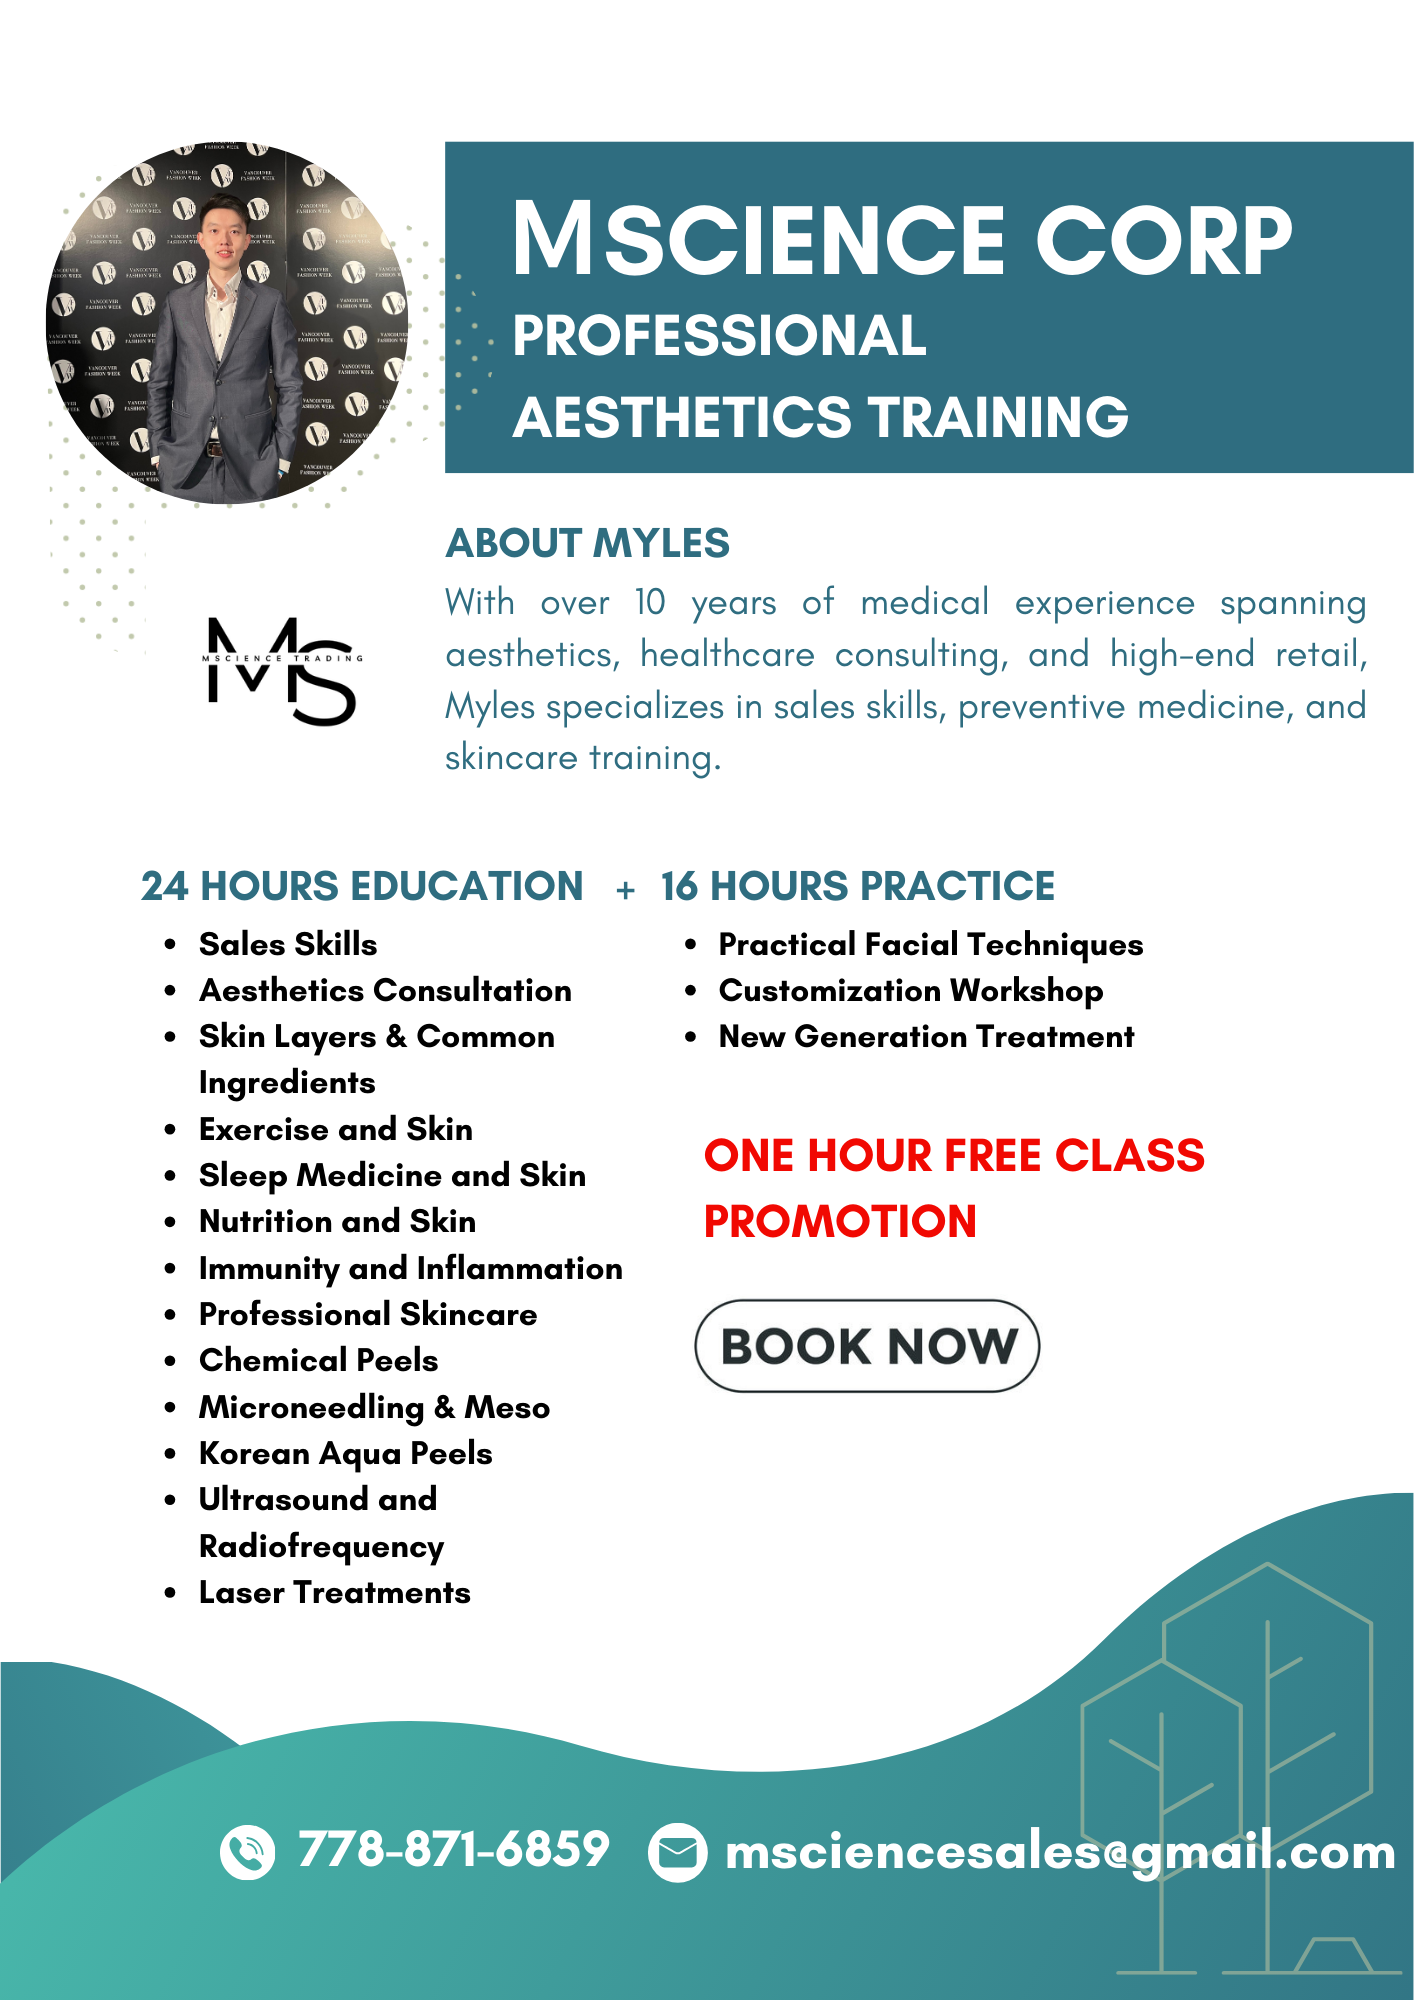 MSCIENCE CORP
PROFESSIONAL
AESTHETICS TRAINING
VANCOUVER
FASHION WEEK
MSCIENCE TRADING
MS
ABOUT MYLES
With over 10 years of medical experience spanning
aesthetics, healthcare consulting, and high-end retail,
Myles specializes in sales skills, preventive medicine, and
skincare training.
24 HOURS EDUCATION + 16 HOURS PRACTICE
• Sales Skills
• Aesthetics Consultation
• Skin Layers & Common
Ingredients
• Exercise and Skin
• Sleep Medicine and Skin
• Nutrition and Skin
• Immunity and Inflammation
• Professional Skincare
• Chemical Peels
• Microneedling & Meso
• Korean Aqua Peels
• Ultrasound and
Radiofrequency
• Laser Treatments
• Practical Facial Techniques
• Customization Workshop
• New Generation Treatment
ONE HOUR FREE CLASS
PROMOTION
BOOK NOW
778-871-6859
msciencesales@gmail.com